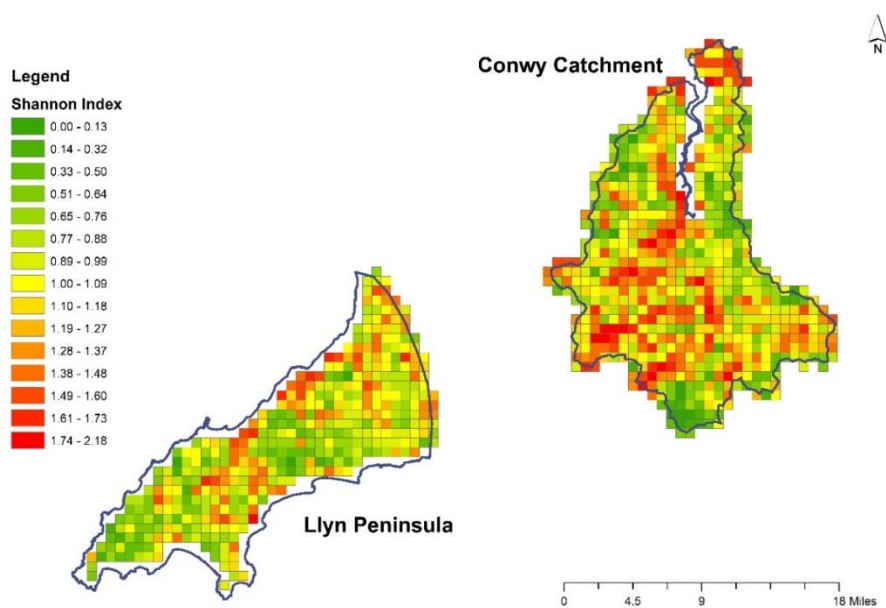 N
Conwy Catchment
Legend
Shannon Index
0.00 - 0.13
0.14 - 0.32
0.33 - 0.50
0.51 - 0.64
0.65 - 0.76
0.77 - 0.88
0.89 - 0.99
1.00 - 1.09
1.10 - 1.18
1.19 - 1.27
1.28 - 1.37
1.38 - 1.48
1.49 - 1.60
1.61 - 1.73
1.74 - 2.18
Llyn Peninsula
0 4.5 9 18 Miles